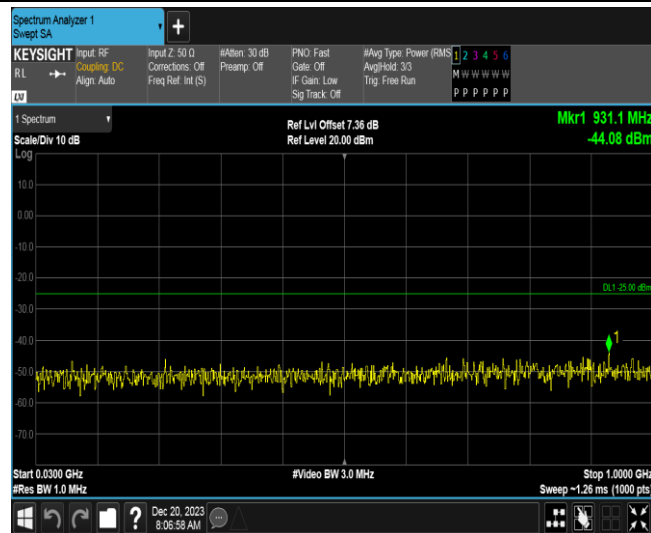 Spectrum Analyzer 1
Swept SA
+
KEYSIGHT
RL
LXI
Input: RF
Coupling: DC
Align: Auto
Input Z: 50 Ω
Corrections: Off
Freq Ref: Int (S)
#Atten: 30 dB
Preamp: Off
PNO: Fast
Gate: Off
IF Gain: Low
Sig Track: Off
#Avg Type: Power (RMS
Avg|Hold: 3/3
Trig: Free Run
1 2 3 4 5 6
M W W W W W
P P P P P P
1 Spectrum
Scale/Div 10 dB
Log
Ref Lvl Offset 7.36 dB
Ref Level 20.00 dBm
Mkr1 931.1 MHz
-44.08 dBm
10.0
0.00
-10.0
-20.0
DL1 -25.00 dBm
-30.0
-40.0
1
-50.0
-60.0
-70.0
Start 0.0300 GHz
#Res BW 1.0 MHz
#Video BW 3.0 MHz
Stop 1.0000 GHz
Sweep ~1.26 ms (1000 pts)
?
Dec 20, 2023
8:06:58 AM